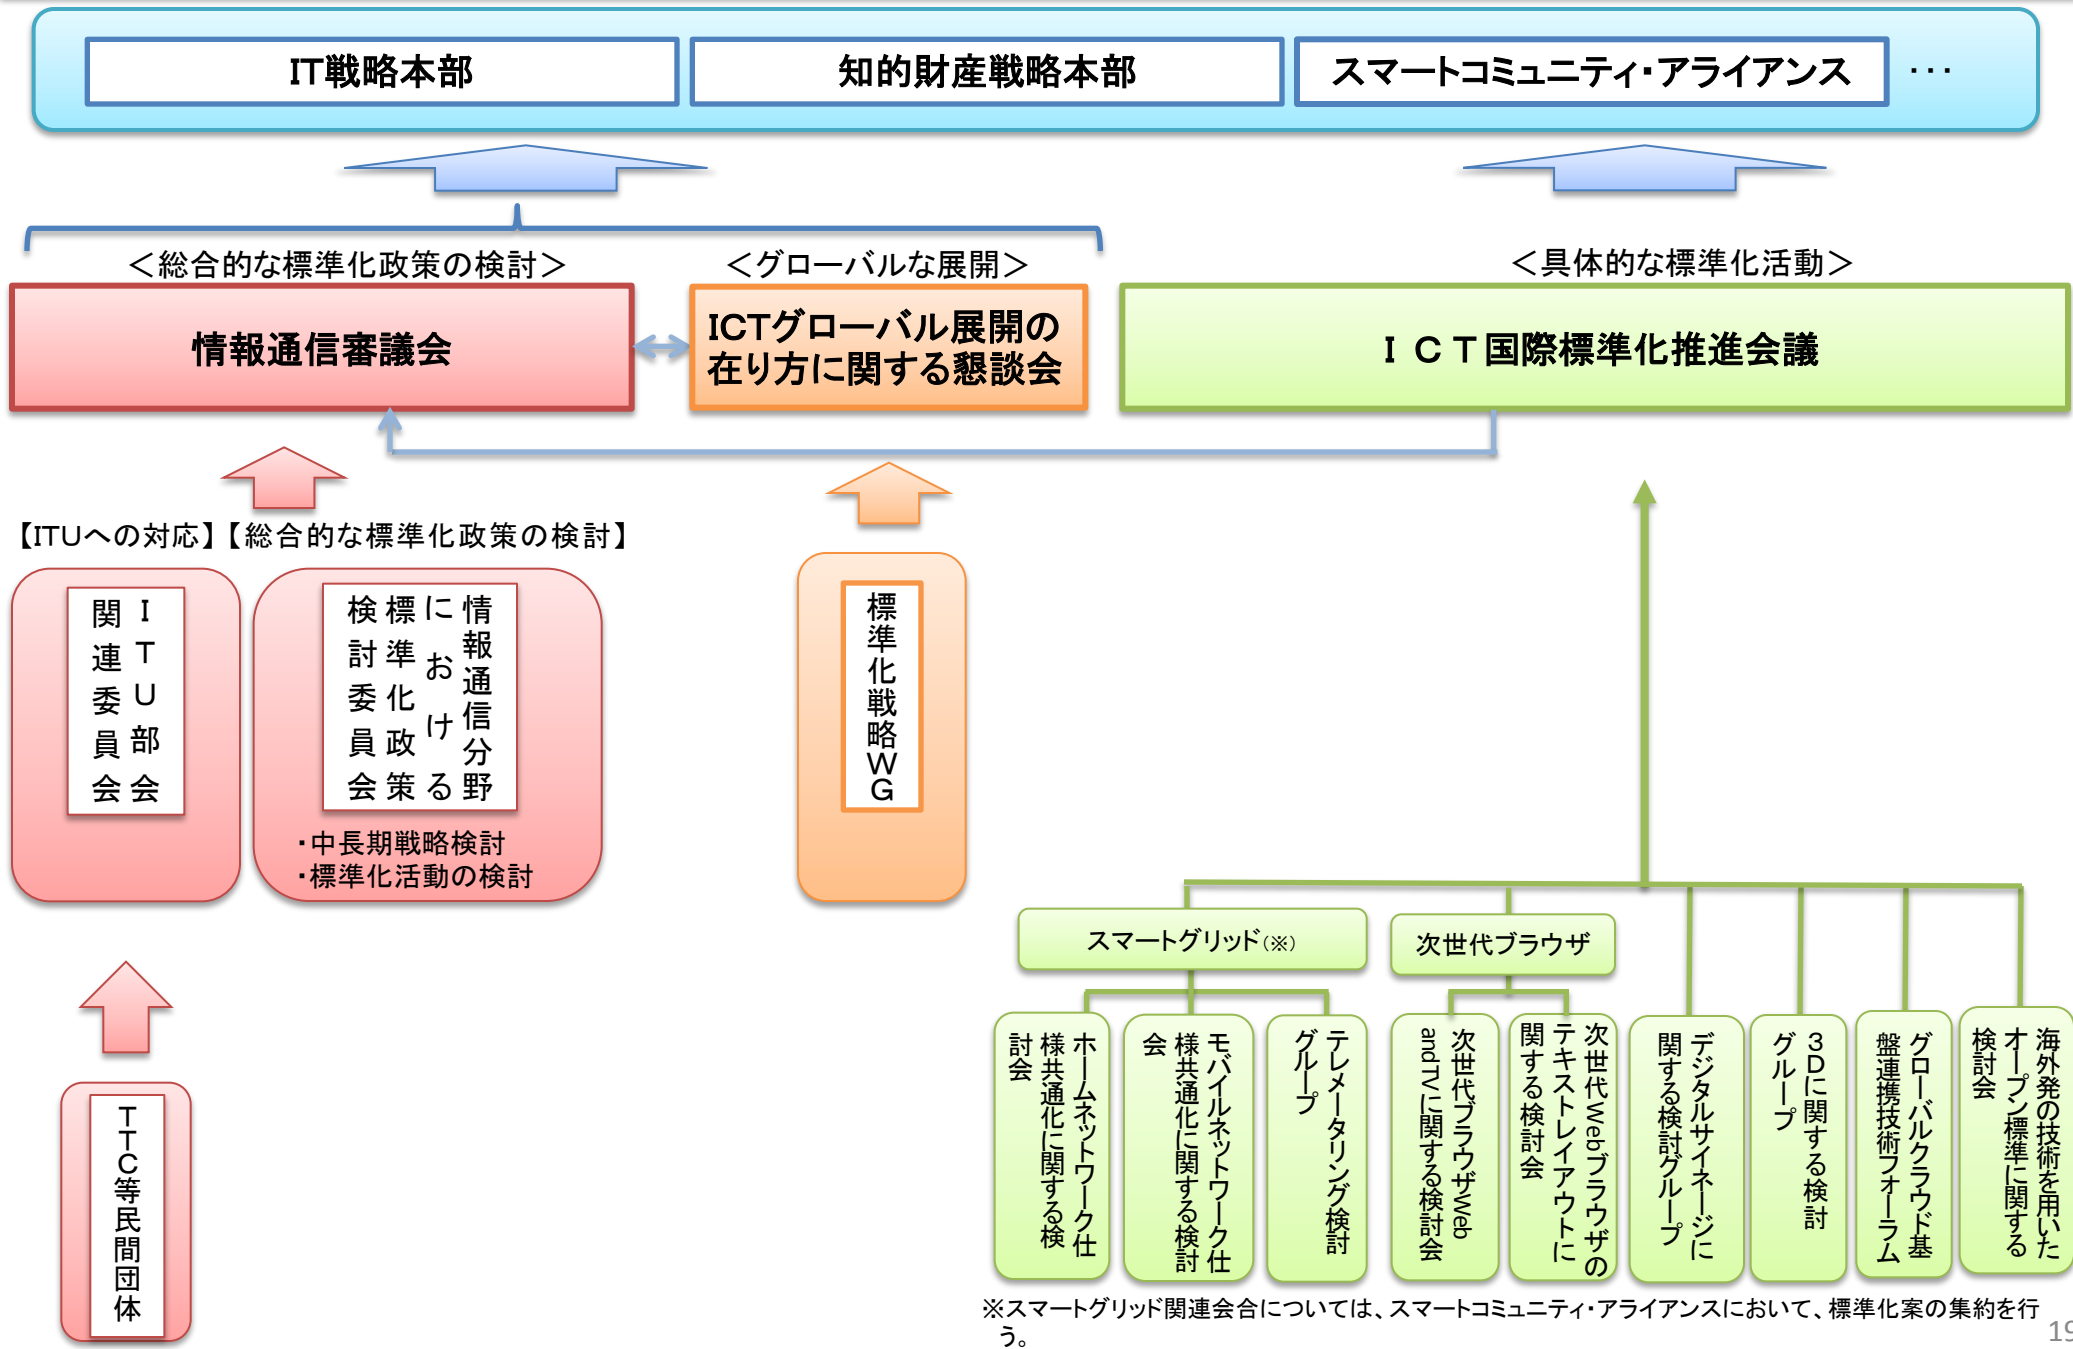 IT戦略本部
知的財産戦略本部
スマートコミュニティ・アライアンス
･･･
＜総合的な標準化政策の検討＞
＜グローバルな展開＞
＜具体的な標準化活動＞
情報通信審議会
ICTグローバル展開の
在り方に関する懇談会
ＩＣＴ国際標準化推進会議
【ITUへの対応】
【総合的な標準化政策の検討】
ＩＴＵ部会
関連委員会
情報通信分野
における
標準化政策
検討委員会
・中長期戦略検討
・標準化活動の検討
標準化戦略ＷＧ
ＴＴＣ等民間団体
スマートグリッド（※）
次世代ブラウザ
ホームネットワーク仕
様共通化に関する検
討会
モバイルネットワーク仕
様共通化に関する検討
会
テレメータリング検討
グループ
次世代ブラウザWeb
andTVに関する検討会
次世代Webブラウザの
テキストレイアウトに
関する検討会
デジタルサイネージに
関する検討グループ
３Ｄに関する検討
グループ
グローバルクラウド基
盤連携技術フォーラム
海外発の技術を用いた
オープン標準に関する
検討会
※スマートグリッド関連会合については、スマートコミュニティ・アライアンスにおいて、標準化案の集約を行
う。
19